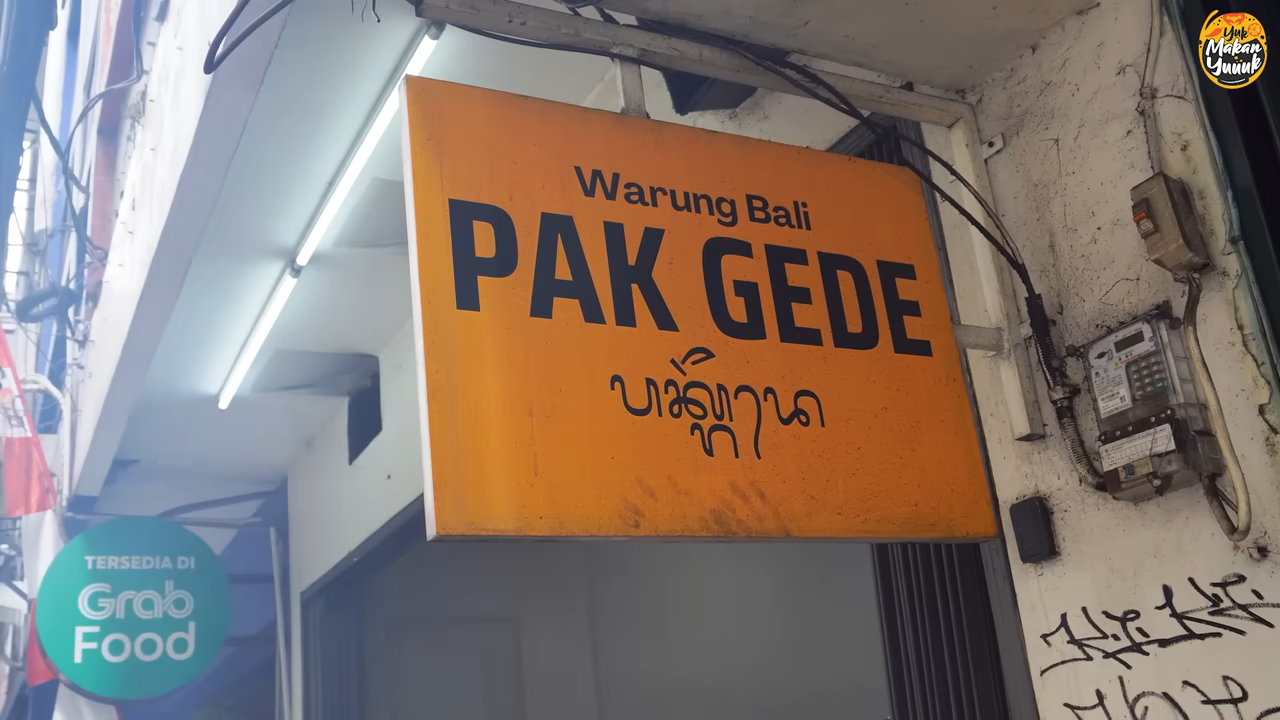 Warung Bali
PAK GEDE
TERSEDIA DI
Grab
Food
Yuk
Makan
Yuuuk